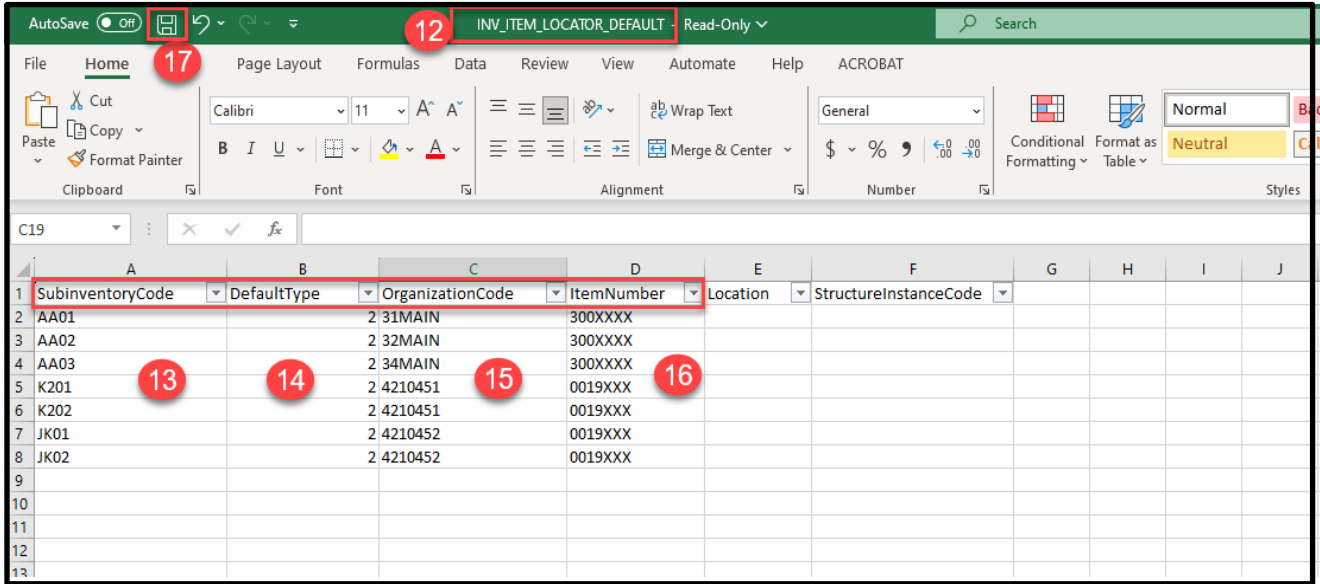 AutoSave Off 17 12 INV_ITEM_LOCATOR_DEFAULT - Read-Only Search
File Home Page Layout Formulas Data Review View Automate Help ACROBAT
Cut
Copy
Paste
Format Painter
Clipboard
Calibri 11 A^ A˅
B I U A
Font
ab Wrap Text
Merge & Center
Alignment
General
$ % 9 .00 .00
Number
Conditional Formatting
Format as Table
Normal
Neutral
Styles
C19 fx
A B C D E F G H I J
1 SubinventoryCode DefaultType OrganizationCode ItemNumber Location StructureInstanceCode
2 AA01 2 31MAIN 300XXXX
3 AA02 2 32MAIN 300XXXX
4 AA03 2 34MAIN 300XXXX
13 14 15 16
5 K201 2 4210451 0019XXX
6 K202 2 4210451 0019XXX
7 JK01 2 4210452 0019XXX
8 JK02 2 4210452 0019XXX
9
10
11
12
13